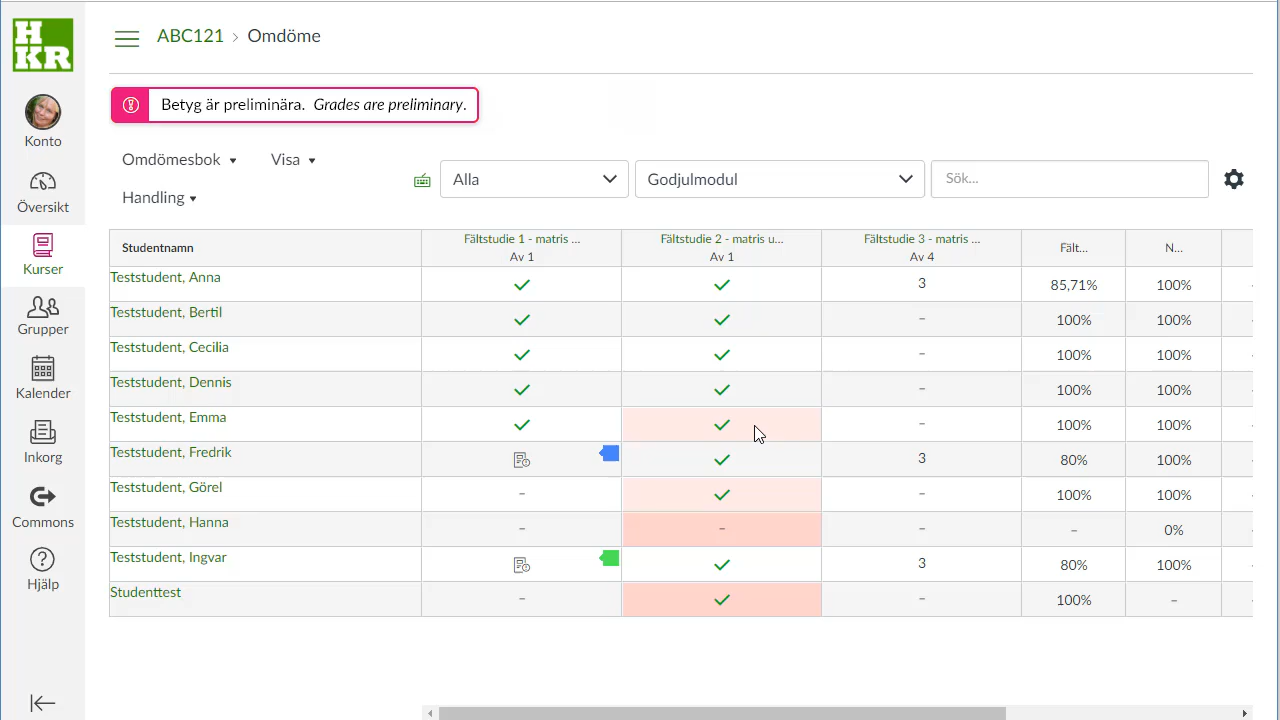 HKR
Konto
Översikt
Kurser
Grupper
Kalender
Inkorg
Commons
Hjälp
ABC121 › Omdöme
Betyg är preliminära. Grades are preliminary.
Omdömesbok Visa
Handling
Alla
Godjulmodul
Sök...
Studentnamn
Fältstudie 1 - matris ...
Av 1
Fältstudie 2 - matris u...
Av 1
Fältstudie 3 - matris ...
Av 4
Fält...
N...
Teststudent, Anna 3 85,71% 100%
Teststudent, Bertil – 100% 100%
Teststudent, Cecilia – 100% 100%
Teststudent, Dennis – 100% 100%
Teststudent, Emma – 100% 100%
Teststudent, Fredrik 3 80% 100%
Teststudent, Görel – – 100% 100%
Teststudent, Hanna – – – – 0%
Teststudent, Ingvar 3 80% 100%
Studenttest – – 100% –